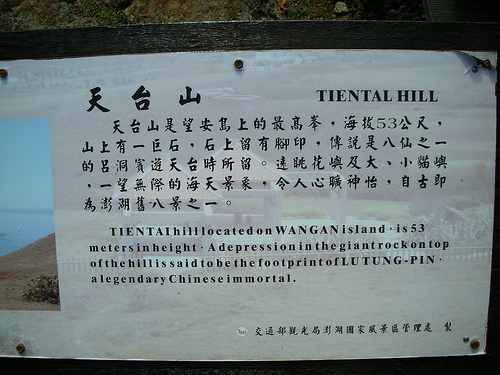 天台山
TIENTAL HILL
天台山是望安島上的最高峯，海拔53公尺，
山上有一巨石，石上留有腳印，傳說是八仙之一
的呂洞賓遊天台時所留。遠眺花嶼及大、小貓嶼
，一望無際的海天景象，令人心曠神怡，自古即
為澎湖舊八景之一。
TIENTAI hill located on WANGAN island，is 53
meters in height，A depression in the giant rock on top
of the hill is said to be the footprint of LU TUNG-PIN，
a legendary Chinese immortal.
交通部觀光局澎湖國家風景區管理處 製